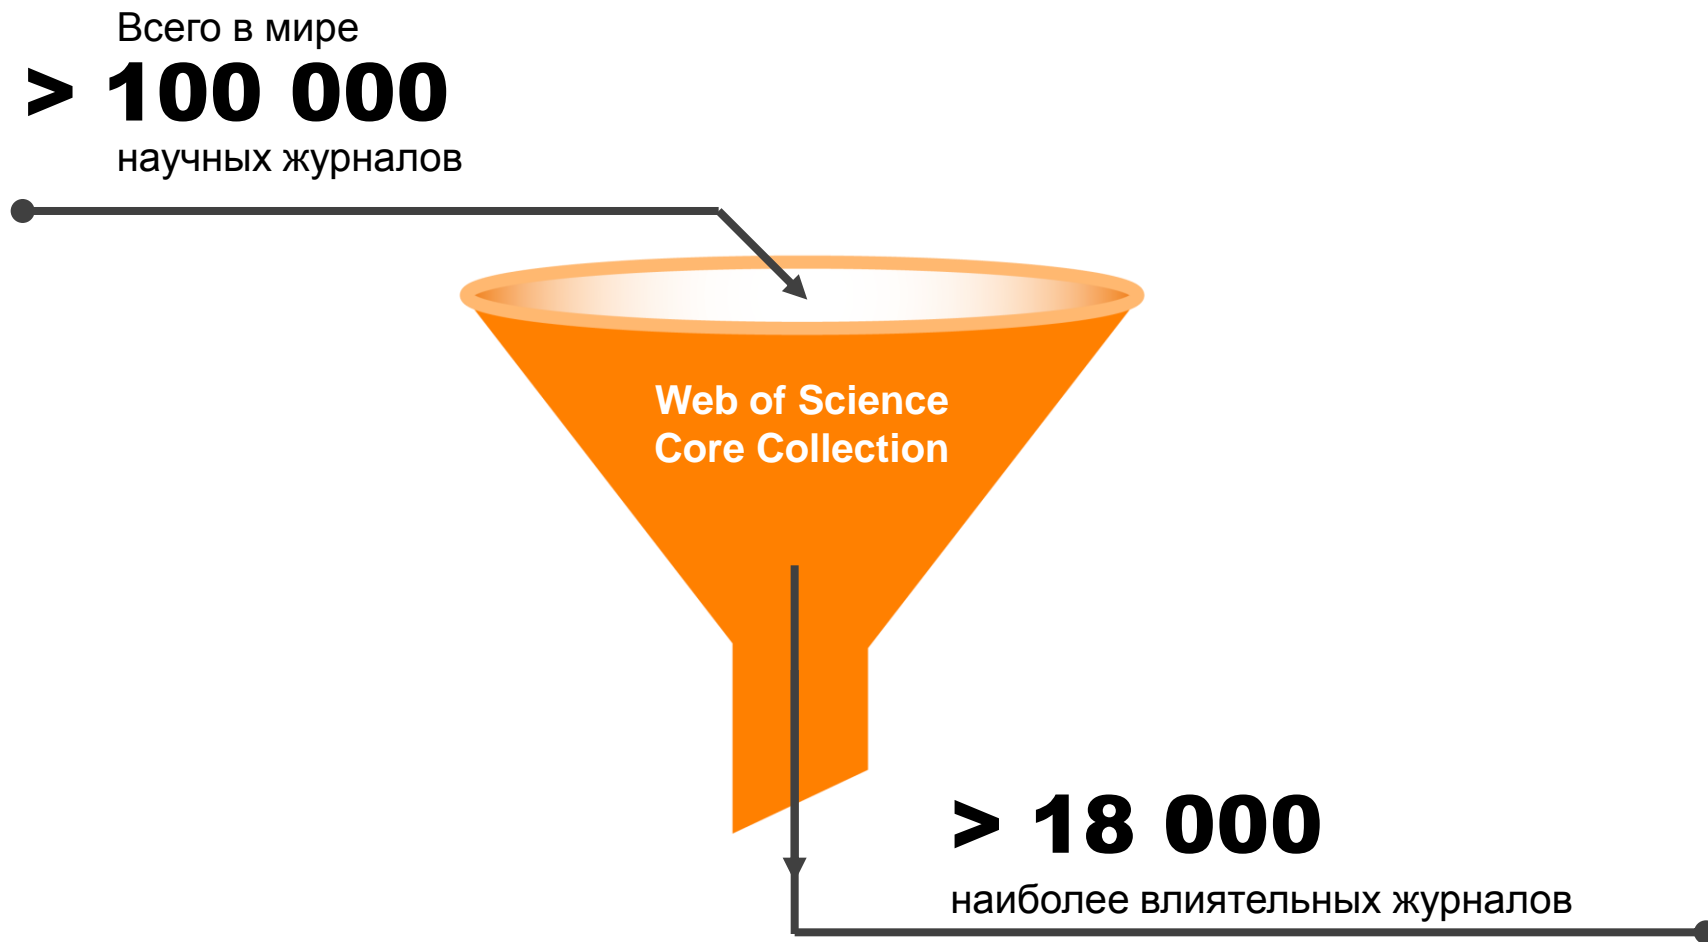 Всего в мире
> 100 000
научных журналов
Web of Science
Core Collection
> 18 000
наиболее влиятельных журналов